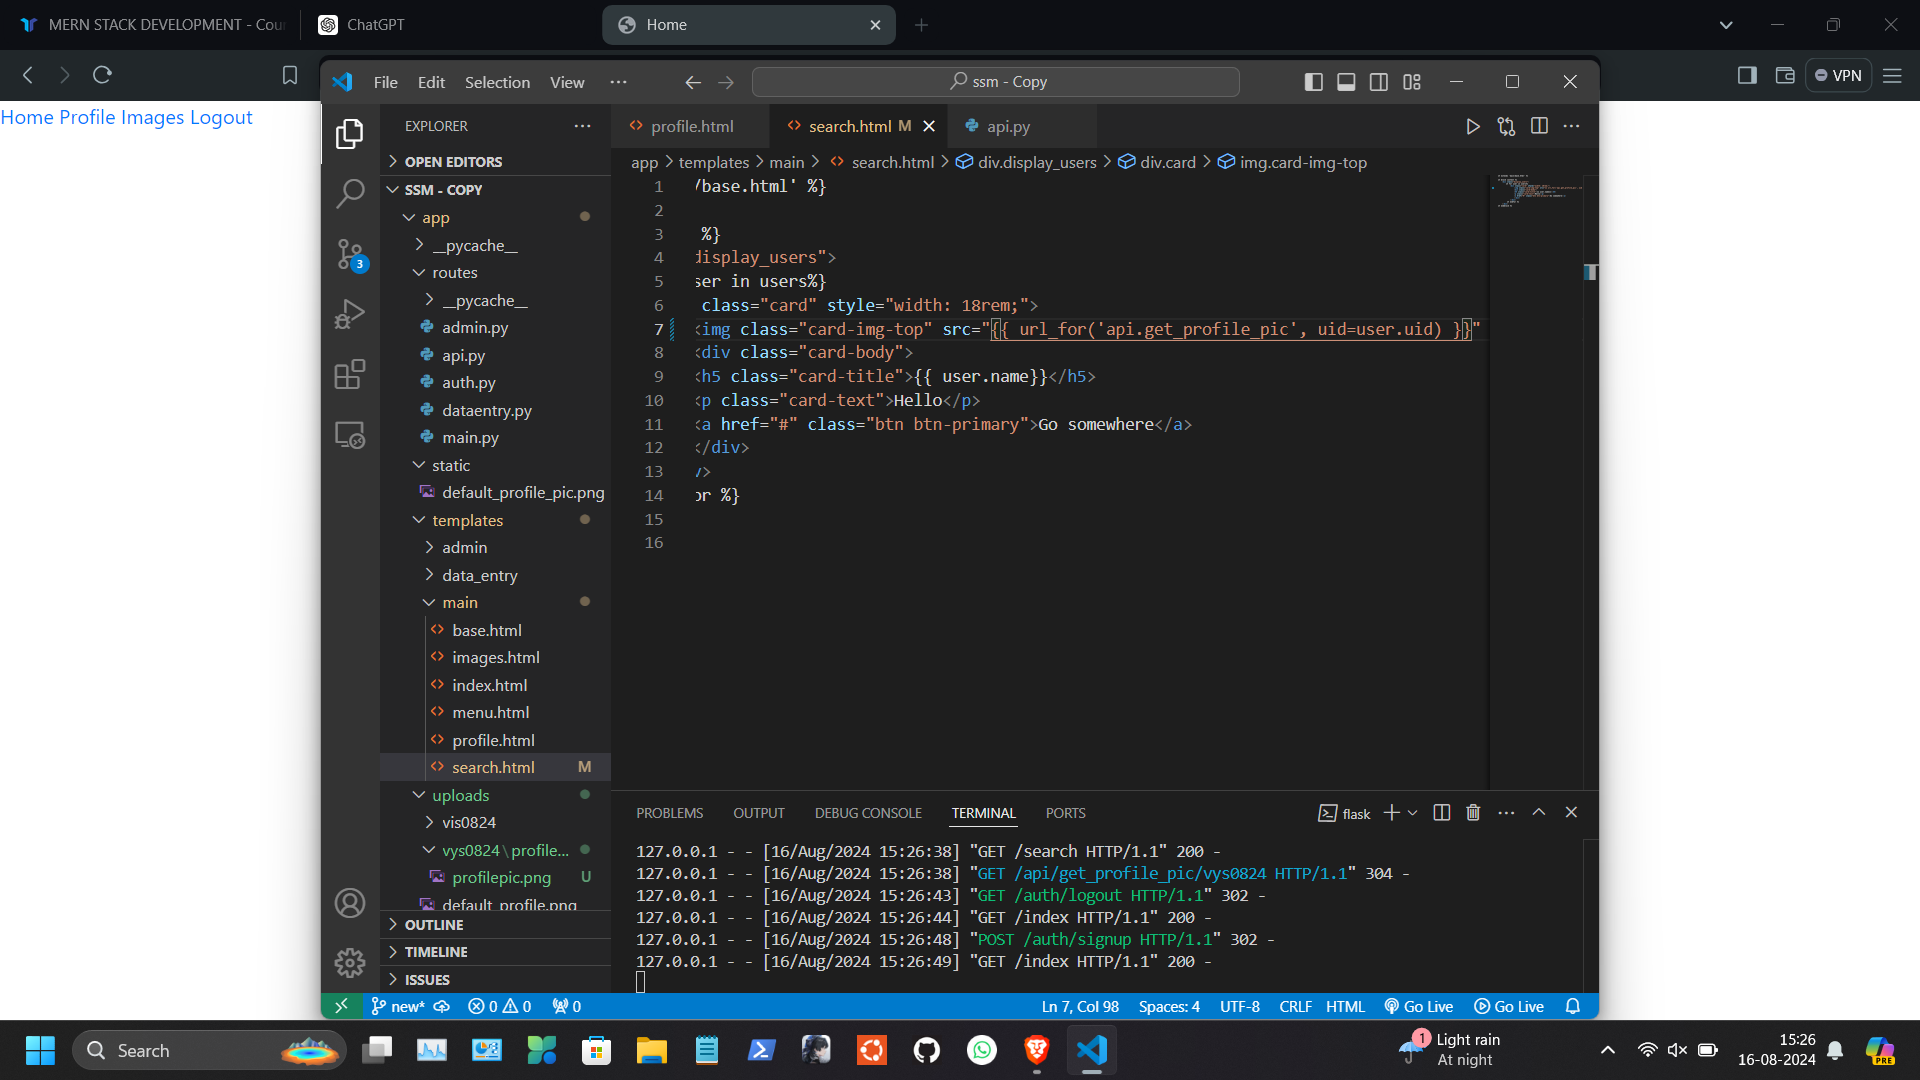 MERN STACK DEVELOPMENT - Cou
ChatGPT
Home
VPN
Home Profile Images Logout
File Edit Selection View ···
ssm - Copy
EXPLORER
OPEN EDITORS
SSM - COPY
app
__pycache__
routes
__pycache__
admin.py
api.py
auth.py
dataentry.py
main.py
static
default_profile_pic.png
templates
admin
data_entry
main
base.html
images.html
index.html
menu.html
profile.html
search.html M
uploads
vis0824
vys0824\profile...
profilepic.png U
default_profile.png
OUTLINE
TIMELINE
ISSUES
3
profile.html
search.html M
api.py
app > templates > main > search.html > div.display_users > div.card > img.card-img-top
1 /base.html' %}
2
3 %}
4 display_users">
5 ser in users%}
6 class="card" style="width: 18rem;">
7 <img class="card-img-top" src="{{ url_for('api.get_profile_pic', uid=user.uid) }}"
8 <div class="card-body">
9 <h5 class="card-title">{{ user.name}}</h5>
10 <p class="card-text">Hello</p>
11 <a href="#" class="btn btn-primary">Go somewhere</a>
12 </div>
13 v>
14 or %}
15
16
PROBLEMS OUTPUT DEBUG CONSOLE TERMINAL PORTS
flask
127.0.0.1 - - [16/Aug/2024 15:26:38] "GET /search HTTP/1.1" 200 -
127.0.0.1 - - [16/Aug/2024 15:26:38] "GET /api/get_profile_pic/vys0824 HTTP/1.1" 304 -
127.0.0.1 - - [16/Aug/2024 15:26:43] "GET /auth/logout HTTP/1.1" 302 -
127.0.0.1 - - [16/Aug/2024 15:26:44] "GET /index HTTP/1.1" 200 -
127.0.0.1 - - [16/Aug/2024 15:26:48] "POST /auth/signup HTTP/1.1" 302 -
127.0.0.1 - - [16/Aug/2024 15:26:49] "GET /index HTTP/1.1" 200 -
new* 0 0 0
Ln 7, Col 98 Spaces: 4 UTF-8 CRLF HTML Go Live Go Live
Search
1
Light rain
At night
15:26
16-08-2024
PRE